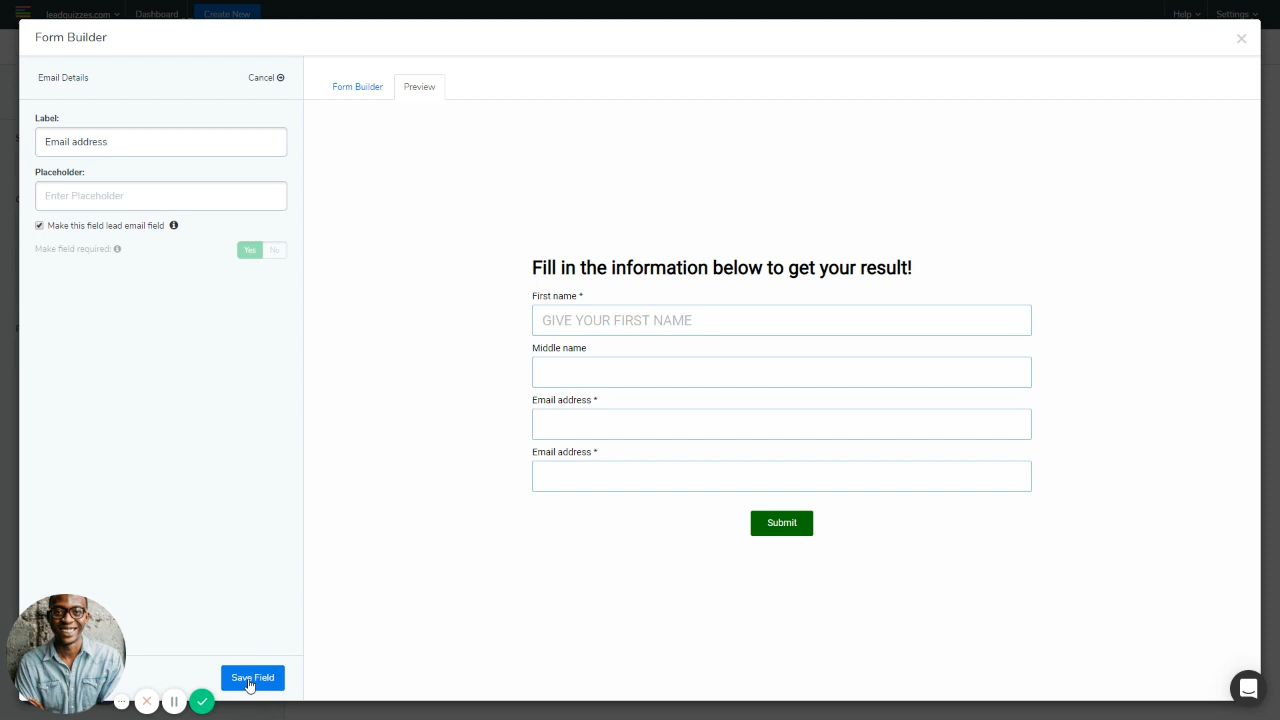 leadquizzes.com
Dashboard
Create New
Help
Settings
Form Builder
Email Details
Cancel
Form Builder
Preview
Label:
Email address
Placeholder:
Enter Placeholder
Make this field lead email field
Make field required:
Yes
No
Fill in the information below to get your result!
First name *
GIVE YOUR FIRST NAME
Middle name
Email address *
Email address *
Submit
Save Field